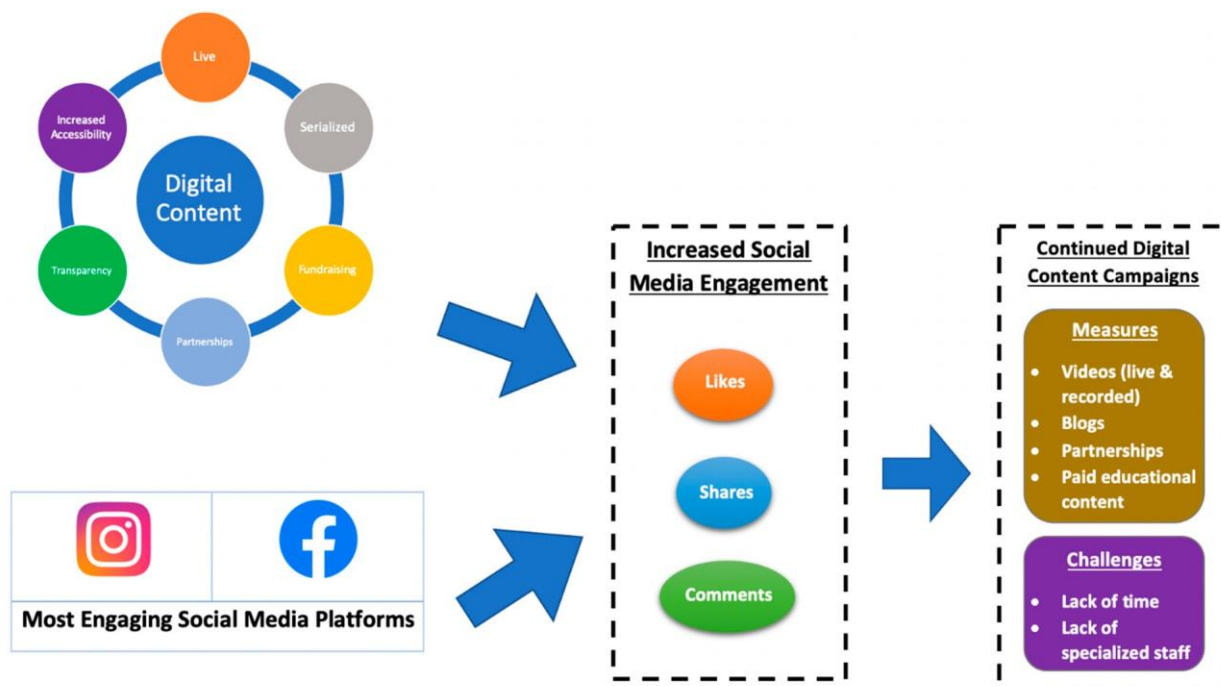 Live
Serialized
Fundraising
Partnerships
Transparency
Increased
Accessibility
Digital
Content
Most Engaging Social Media Platforms
Increased Social
Media Engagement
Likes
Shares
Comments
Continued Digital
Content Campaigns
Measures
• Videos (live &
recorded)
• Blogs
• Partnerships
• Paid educational
content
Challenges
• Lack of time
• Lack of
specialized staff